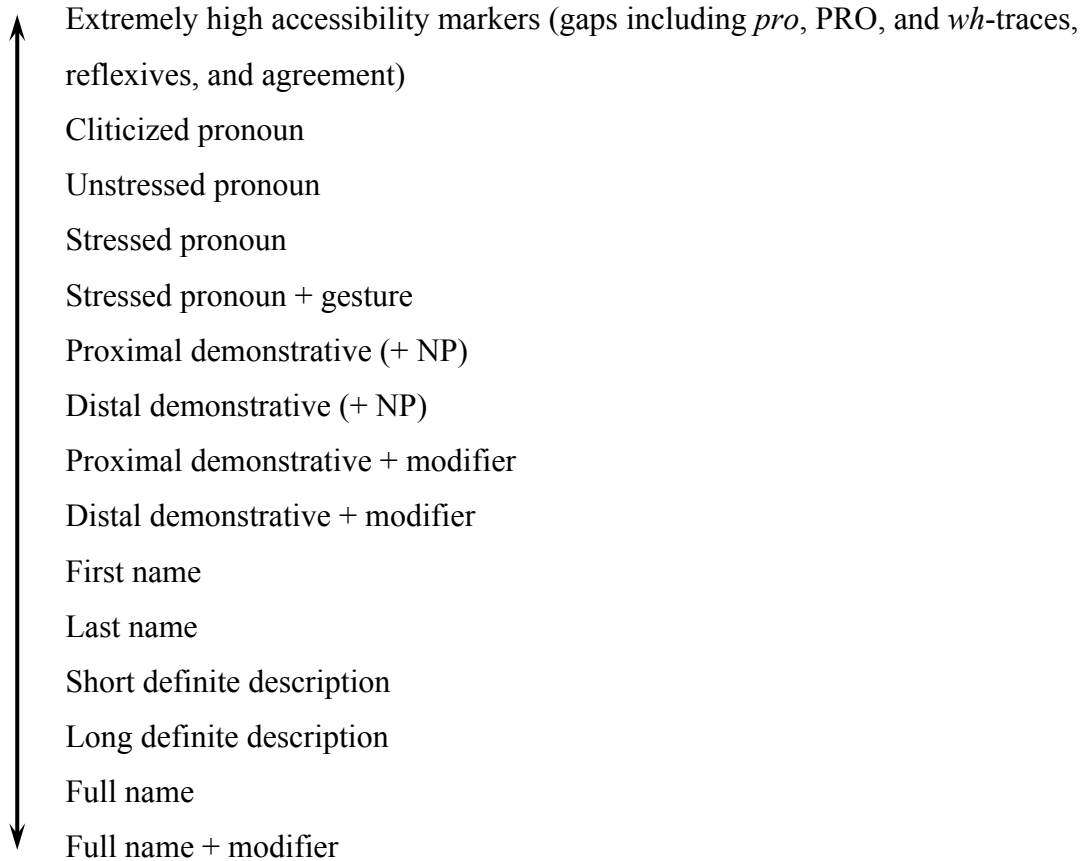 Extremely high accessibility markers (gaps including pro, PRO, and wh-traces,
reflexives, and agreement)
Cliticized pronoun
Unstressed pronoun
Stressed pronoun
Stressed pronoun + gesture
Proximal demonstrative (+ NP)
Distal demonstrative (+ NP)
Proximal demonstrative + modifier
Distal demonstrative + modifier
First name
Last name
Short definite description
Long definite description
Full name
Full name + modifier